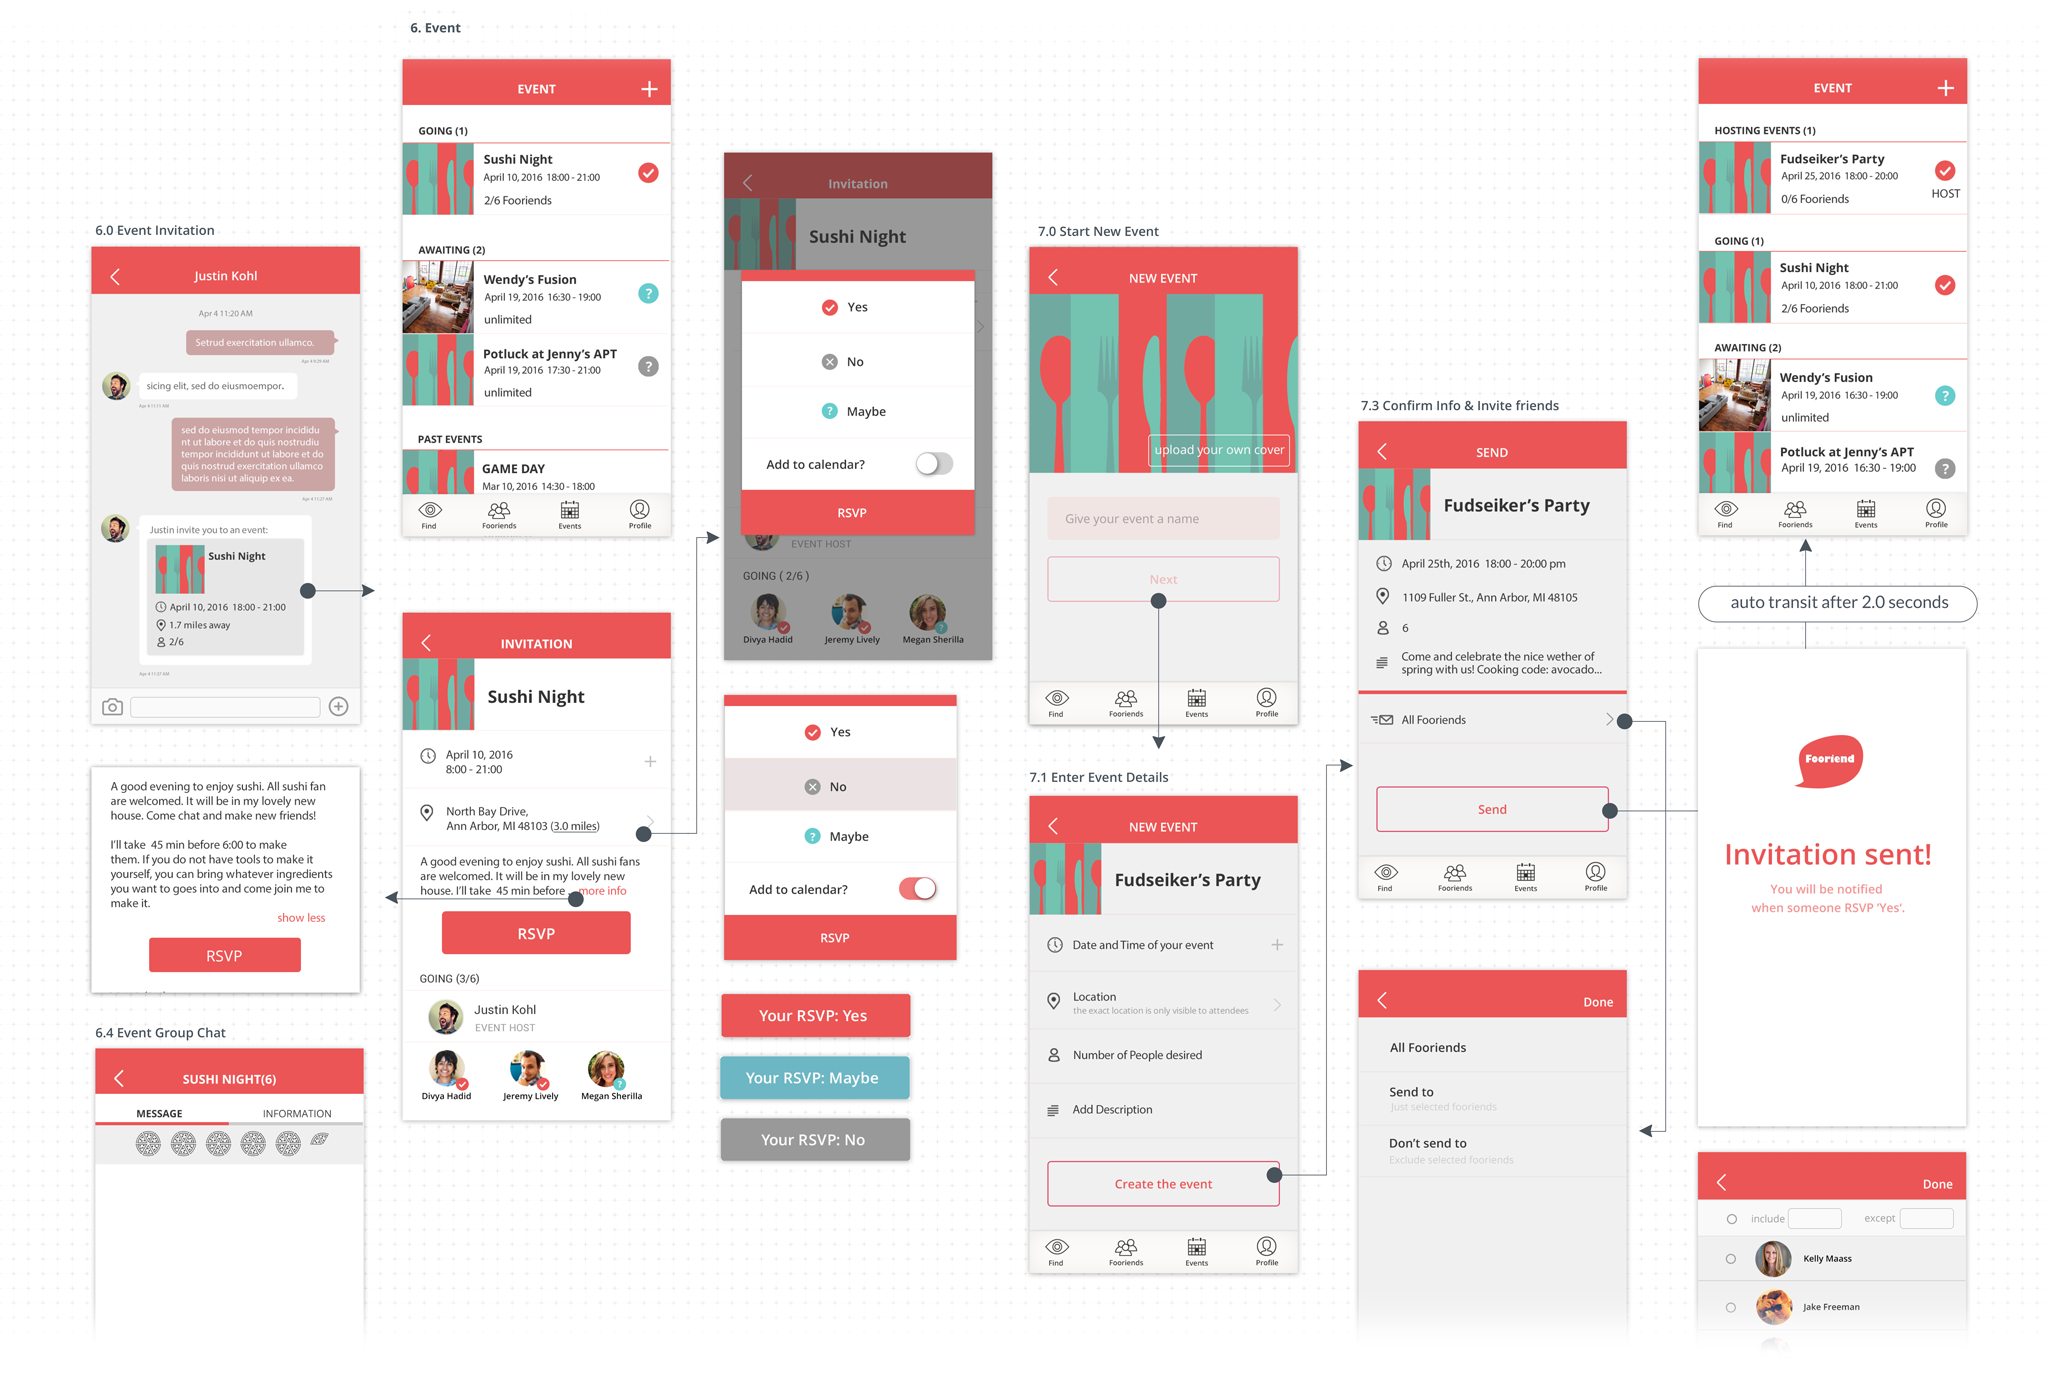 6. Event
EVENT
GOING (1)
Sushi Night
April 10, 2016 18:00 - 21:00
2/6 Fooriends
AWAITING (2)
Wendy’s Fusion
April 19, 2016 16:30 - 19:00
unlimited
Potluck at Jenny’s APT
April 19, 2016 17:30 - 21:00
unlimited
PAST EVENTS
GAME DAY
Mar 10, 2016 14:30 - 18:00
Find
Fooriends
Events
Profile
6.0 Event Invitation
Justin Kohl
Apr 4 11:20 AM
Setrud exercitation ullamco.
Apr 4 9:39 AM
sicing elit, sed do eiusmoempor.
Apr 4 11:11 AM
sed do eiusmod tempor incididu
nt ut labore et do quis nostrudiu
tempor incididunt ut labore et do
quis nostrud exercitation ullamco
laboris nisi ut aliquip ex ea.
Apr 4 11:27 AM
Justin invite you to an event:
Sushi Night
April 10, 2016 18:00 - 21:00
1.7 miles away
2/6
Apr 4 11:37 AM
A good evening to enjoy sushi. All sushi fan
are welcomed. It will be in my lovely new
house. Come chat and make new friends!
I’ll take 45 min before 6:00 to make
them. If you do not have tools to make it
yourself, you can bring whatever ingredients
you want to goes into and come join me to
make it.
show less
RSVP
6.4 Event Group Chat
SUSHI NIGHT(6)
MESSAGE
INFORMATION
INVITATION
Sushi Night
April 10, 2016
8:00 - 21:00
North Bay Drive,
Ann Arbor, MI 48103 (3.0 miles)
A good evening to enjoy sushi. All sushi fans
are welcomed. It will be in my lovely new
house. I’ll take 45 min before ... more info
RSVP
GOING (3/6)
Justin Kohl
EVENT HOST
Divya Hadid
Jeremy Lively
Megan Sherilla
Invitation
Sushi Night
Yes
No
Maybe
Add to calendar?
RSVP
EVENT HOST
GOING ( 2/6 )
Divya Hadid
Jeremy Lively
Megan Sherilla
Yes
No
Maybe
Add to calendar?
RSVP
Your RSVP: Yes
Your RSVP: Maybe
Your RSVP: No
7.0 Start New Event
NEW EVENT
upload your own cover
Give your event a name
Next
Find
Fooriends
Events
Profile
7.1 Enter Event Details
NEW EVENT
Fudseiker’s Party
Date and Time of your event
Location
the exact location is only visible to attendees
Number of People desired
Add Description
Create the event
Find
Fooriends
Events
Profile
7.3 Confirm Info & Invite friends
SEND
Fudseiker’s Party
April 25th, 2016 18:00 - 20:00 pm
1109 Fuller St., Ann Arbor, MI 48105
6
Come and celebrate the nice wether of
spring with us! Cooking code: avocado...
All Fooriends
Send
Find
Fooriends
Events
Profile
Done
All Fooriends
Send to
Just selected fooriends
Don’t send to
Exclude selected fooriends
EVENT
HOSTING EVENTS (1)
Fudseiker’s Party
April 25, 2016 18:00 - 20:00
0/6 Fooriends
HOST
GOING (1)
Sushi Night
April 10, 2016 18:00 - 21:00
2/6 Fooriends
AWAITING (2)
Wendy’s Fusion
April 19, 2016 16:30 - 19:00
unlimited
Potluck at Jenny’s APT
April 19, 2016 16:30 - 19:00
Find
Fooriends
Events
Profile
auto transit after 2.0 seconds
Fooriend
Invitation sent!
You will be notified
when someone RSVP ‘Yes’.
Done
include
except
Kelly Maass
Jake Freeman